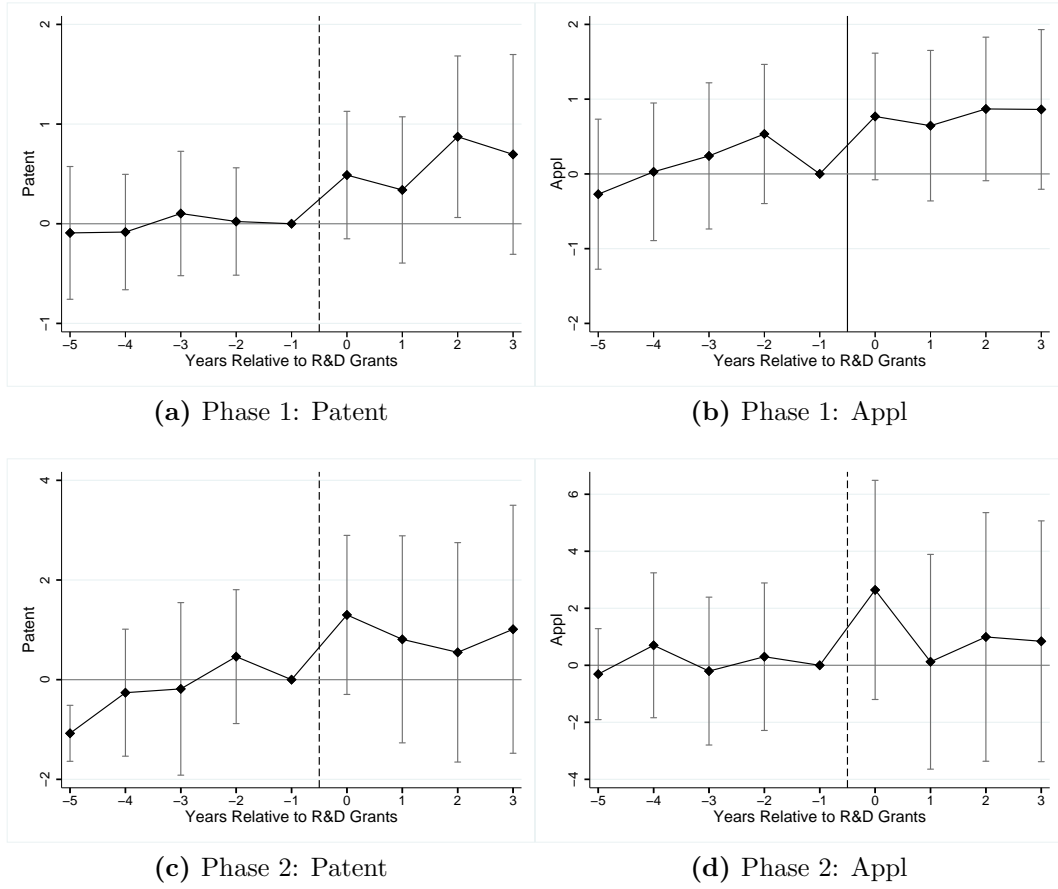 2
1
0
−1
Patent
−5 −4 −3 −2 −1 0 1 2 3
Years Relative to R&D Grants
(a) Phase 1: Patent
2
1
0
−1
−2
Appl
−5 −4 −3 −2 −1 0 1 2 3
Years Relative to R&D Grants
(b) Phase 1: Appl
4
2
0
−2
Patent
−5 −4 −3 −2 −1 0 1 2 3
Years Relative to R&D Grants
(c) Phase 2: Patent
6
4
2
0
−2
−4
Appl
−5 −4 −3 −2 −1 0 1 2 3
Years Relative to R&D Grants
(d) Phase 2: Appl